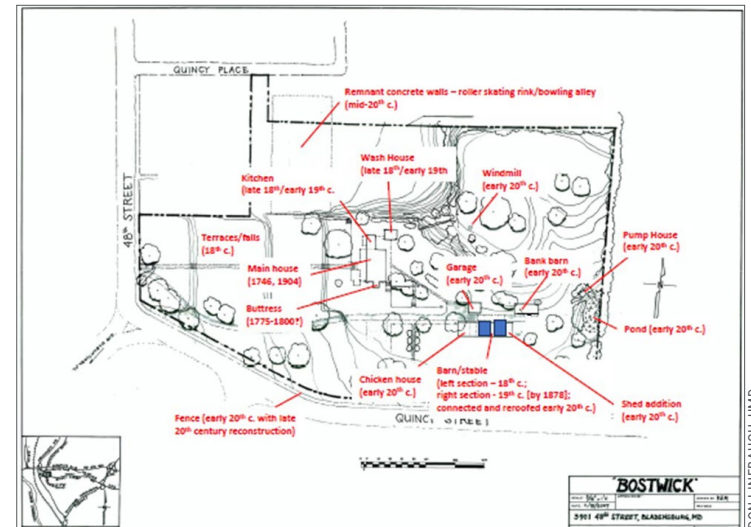 QUINCY PLACE
Remnant concrete walls – roller skating rink/bowling alley
(mid-20th c.)
Wash House
(late 18th/early 19th
Kitchen
(late 18th/early 19th c.
Windmill
(early 20th c.)
48th STREET
Terraces/falls
(18th c.)
Pump House
(early 20th c.)
Bank barn
(early 20th c.)
Garage
(early 20th c.)
Main house
(1746, 1904)
Buttress
(1775-1800?)
Pond (early 20th c.)
Chicken house
(early 20th c.)
Barn/stable
(left section – 18th c.;
right section - 19th c. [by 1878];
connected and reroofed early 20th c.)
Shed addition
(early 20th c.)
Fence (early 20th c. with late
20th century reconstruction)
QUINCY STREET
"BOSTWICK"
3901 48th STREET, BLADENSBURG, MD.